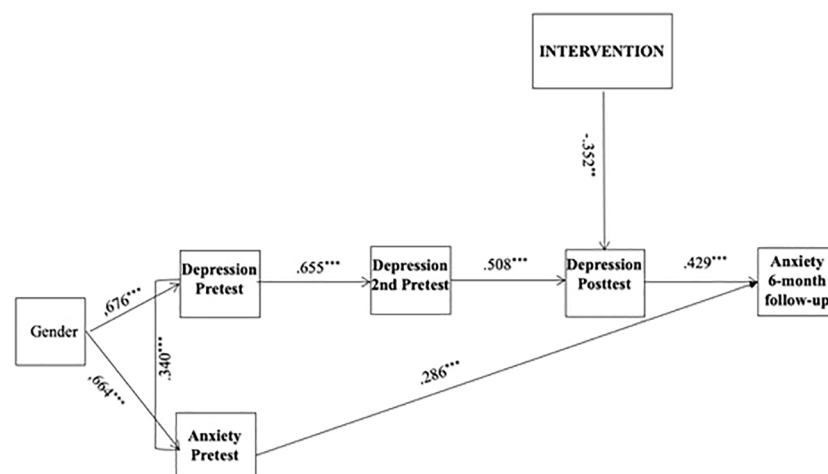 INTERVENTION
-.352**
Depression
Pretest
.655***
Depression
2nd Pretest
.508***
Depression
Posttest
.429***
Anxiety
6-month
follow-up
Gender
.676***
.340***
.664***
.286***
Anxiety
Pretest